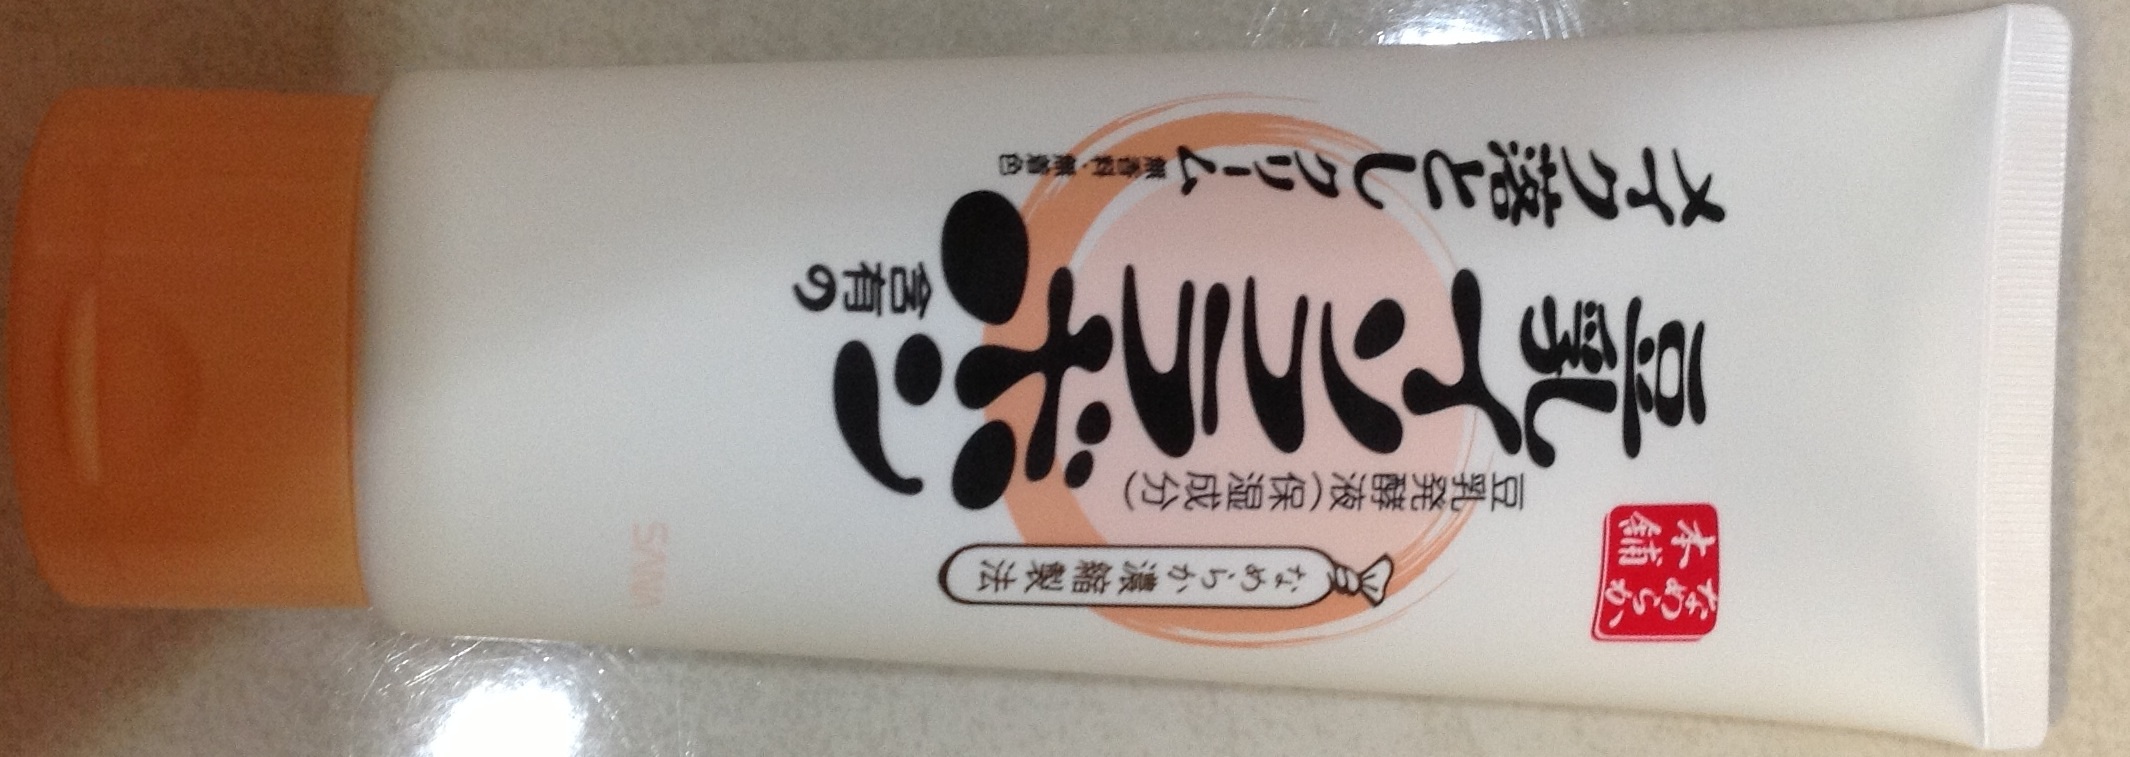 なめらか
本舗
豆乳イソフラボン
含有の
メイク落としクリーム
無香料・無着色
豆乳発酵液(保湿成分)
なめらか濃縮製法
SANA